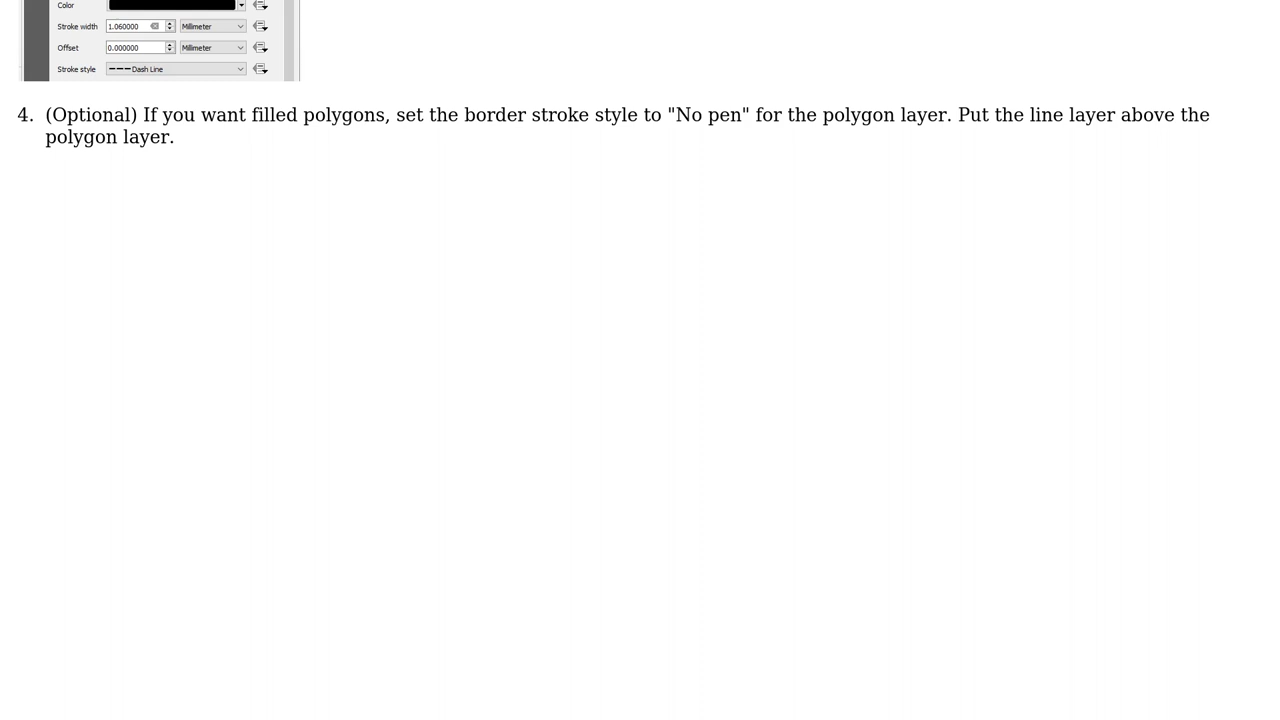 Color
Stroke width 1.060000 Millimeter
Offset 0.000000 Millimeter
Stroke style Dash Line
4. (Optional) If you want filled polygons, set the border stroke style to "No pen" for the polygon layer. Put the line layer above the
polygon layer.